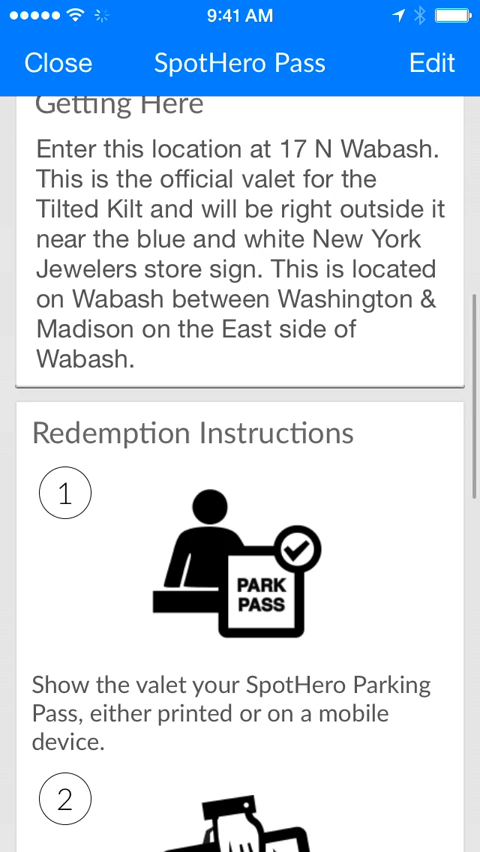 9:41 AM
Close SpotHero Pass Edit
Getting Here
Enter this location at 17 N Wabash.
This is the official valet for the
Tilted Kilt and will be right outside it
near the blue and white New York
Jewelers store sign. This is located
on Wabash between Washington &
Madison on the East side of
Wabash.
Redemption Instructions
1
PARK
PASS
Show the valet your SpotHero Parking
Pass, either printed or on a mobile
device.
2